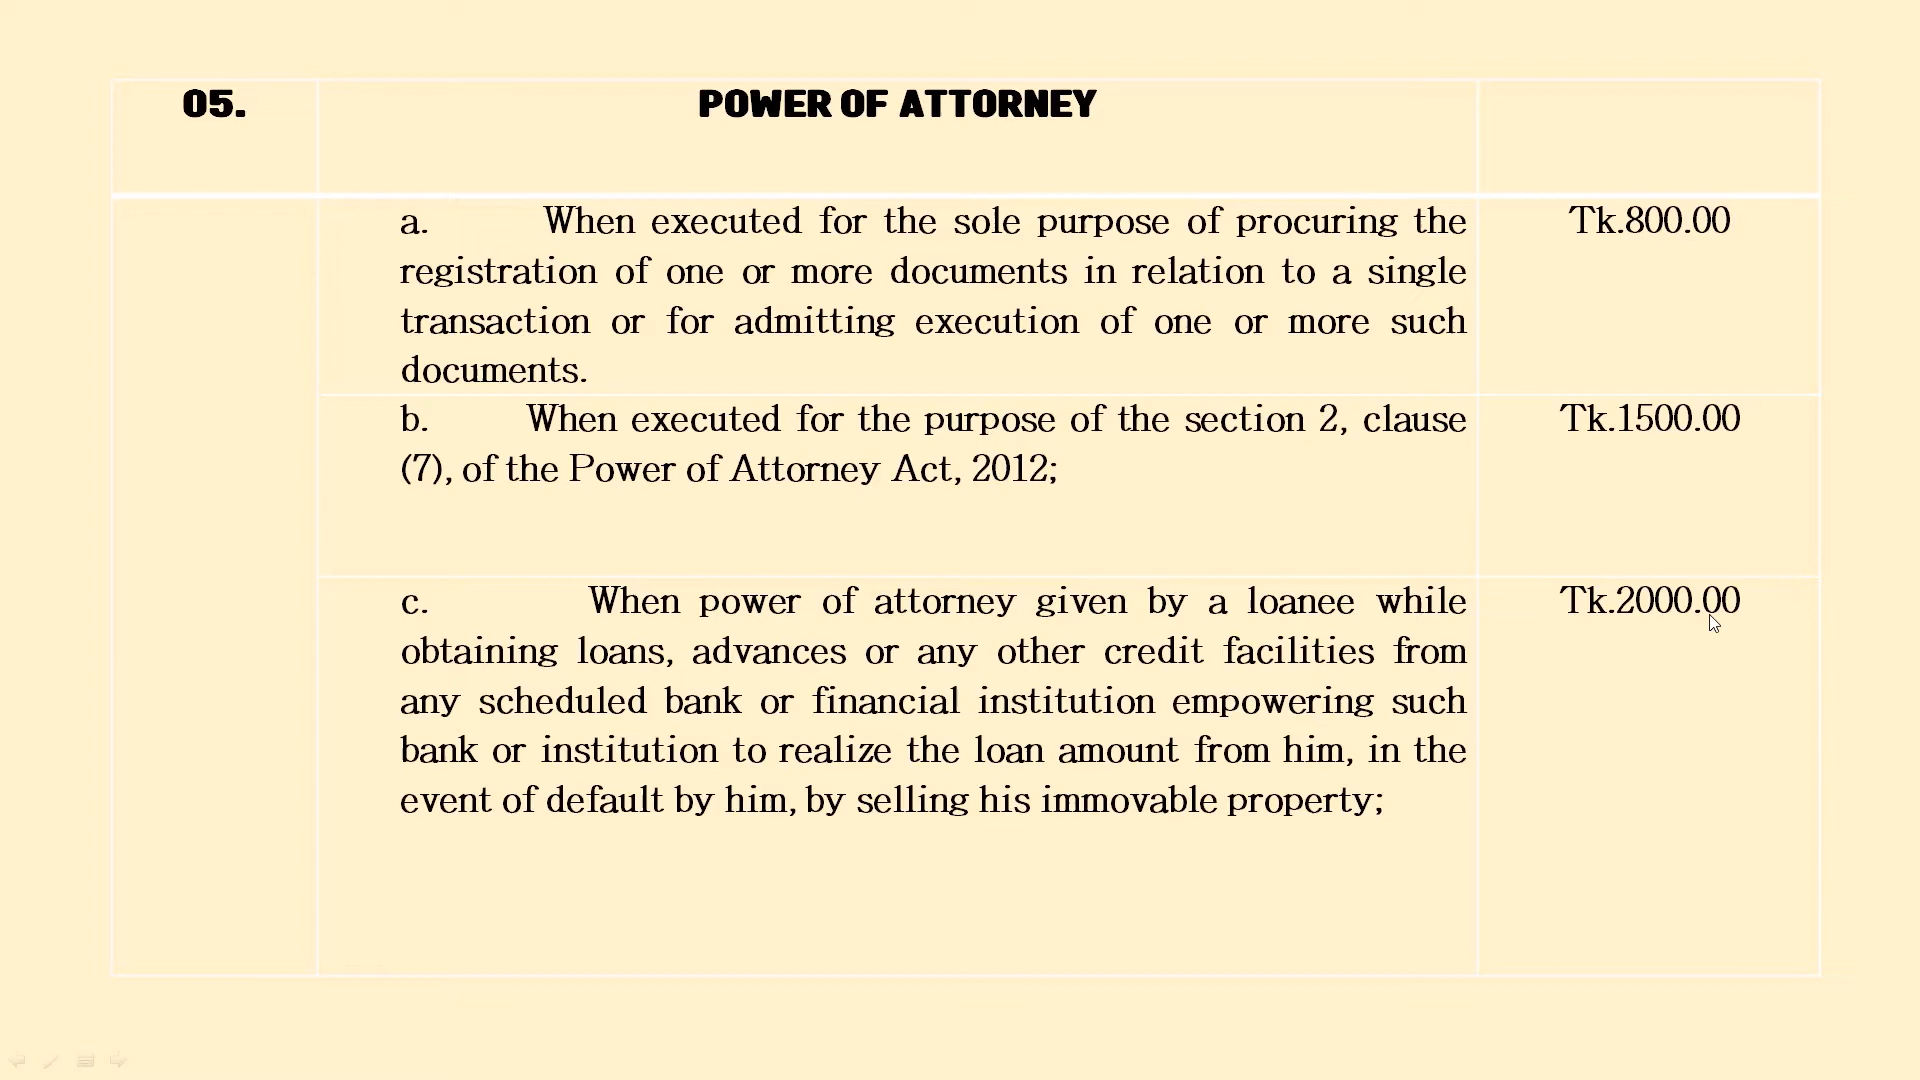 05. POWER OF ATTORNEY
a. When executed for the sole purpose of procuring the Tk.800.00
registration of one or more documents in relation to a single
transaction or for admitting execution of one or more such
documents.
b. When executed for the purpose of the section 2, clause Tk.1500.00
(7), of the Power of Attorney Act, 2012;
c. When power of attorney given by a loanee while Tk.2000.00
obtaining loans, advances or any other credit facilities from
any scheduled bank or financial institution empowering such
bank or institution to realize the loan amount from him, in the
event of default by him, by selling his immovable property;